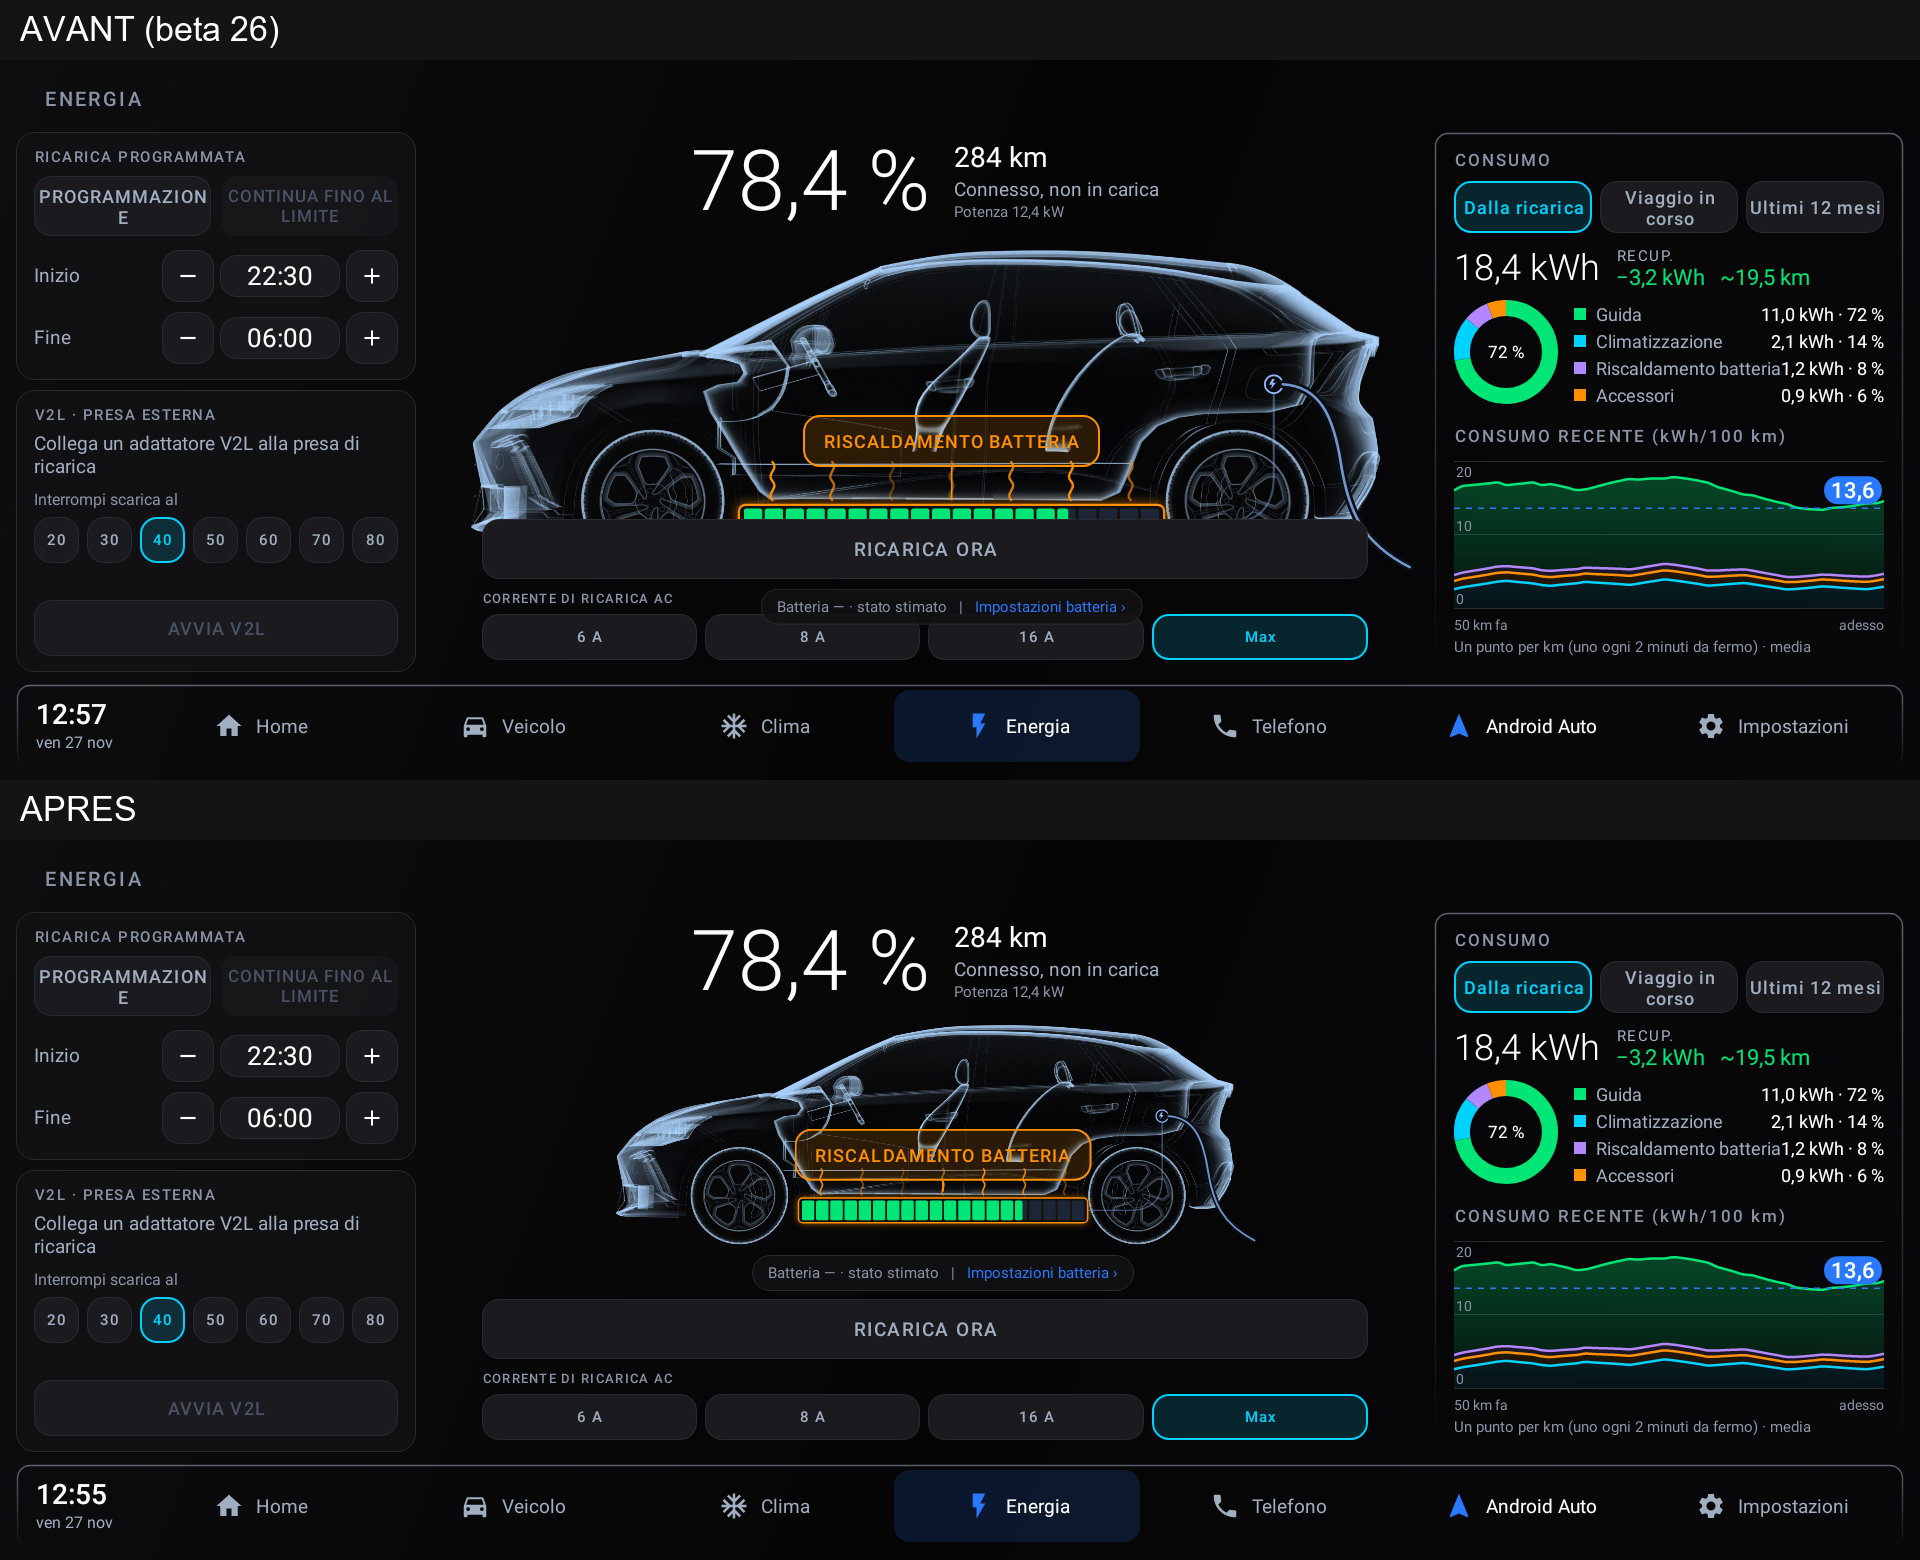 AVANT (beta 26)
ENERGIA
RICARICA PROGRAMMATA
PROGRAMMAZION
E
CONTINUA FINO AL
LIMITE
Inizio
−
22:30
+
Fine
−
06:00
+
V2L · PRESA ESTERNA
Collega un adattatore V2L alla presa di
ricarica
Interrompi scarica al
20 30 40 50 60 70 80
AVVIA V2L
78,4 %
284 km
Connesso, non in carica
Potenza 12,4 kW
RISCALDAMENTO BATTERIA
RICARICA ORA
CORRENTE DI RICARICA AC
Batteria — · stato stimato | Impostazioni batteria ›
6 A 8 A 16 A Max
CONSUMO
Dalla ricarica
Viaggio in
corso
Ultimi 12 mesi
18,4 kWh
RECUP.
−3,2 kWh ~19,5 km
72 %
Guida 11,0 kWh · 72 %
Climatizzazione 2,1 kWh · 14 %
Riscaldamento batteria 1,2 kWh · 8 %
Accessori 0,9 kWh · 6 %
CONSUMO RECENTE (kWh/100 km)
20
13,6
10
0
50 km fa adesso
Un punto per km (uno ogni 2 minuti da fermo) · media
12:57
ven 27 nov
Home
Veicolo
Clima
Energia
Telefono
Android Auto
Impostazioni
APRES
ENERGIA
RICARICA PROGRAMMATA
PROGRAMMAZION
E
CONTINUA FINO AL
LIMITE
Inizio
−
22:30
+
Fine
−
06:00
+
V2L · PRESA ESTERNA
Collega un adattatore V2L alla presa di
ricarica
Interrompi scarica al
20 30 40 50 60 70 80
AVVIA V2L
78,4 %
284 km
Connesso, non in carica
Potenza 12,4 kW
RISCALDAMENTO BATTERIA
Batteria — · stato stimato | Impostazioni batteria ›
RICARICA ORA
CORRENTE DI RICARICA AC
6 A 8 A 16 A Max
CONSUMO
Dalla ricarica
Viaggio in
corso
Ultimi 12 mesi
18,4 kWh
RECUP.
−3,2 kWh ~19,5 km
72 %
Guida 11,0 kWh · 72 %
Climatizzazione 2,1 kWh · 14 %
Riscaldamento batteria 1,2 kWh · 8 %
Accessori 0,9 kWh · 6 %
CONSUMO RECENTE (kWh/100 km)
20
13,6
10
0
50 km fa adesso
Un punto per km (uno ogni 2 minuti da fermo) · media
12:55
ven 27 nov
Home
Veicolo
Clima
Energia
Telefono
Android Auto
Impostazioni